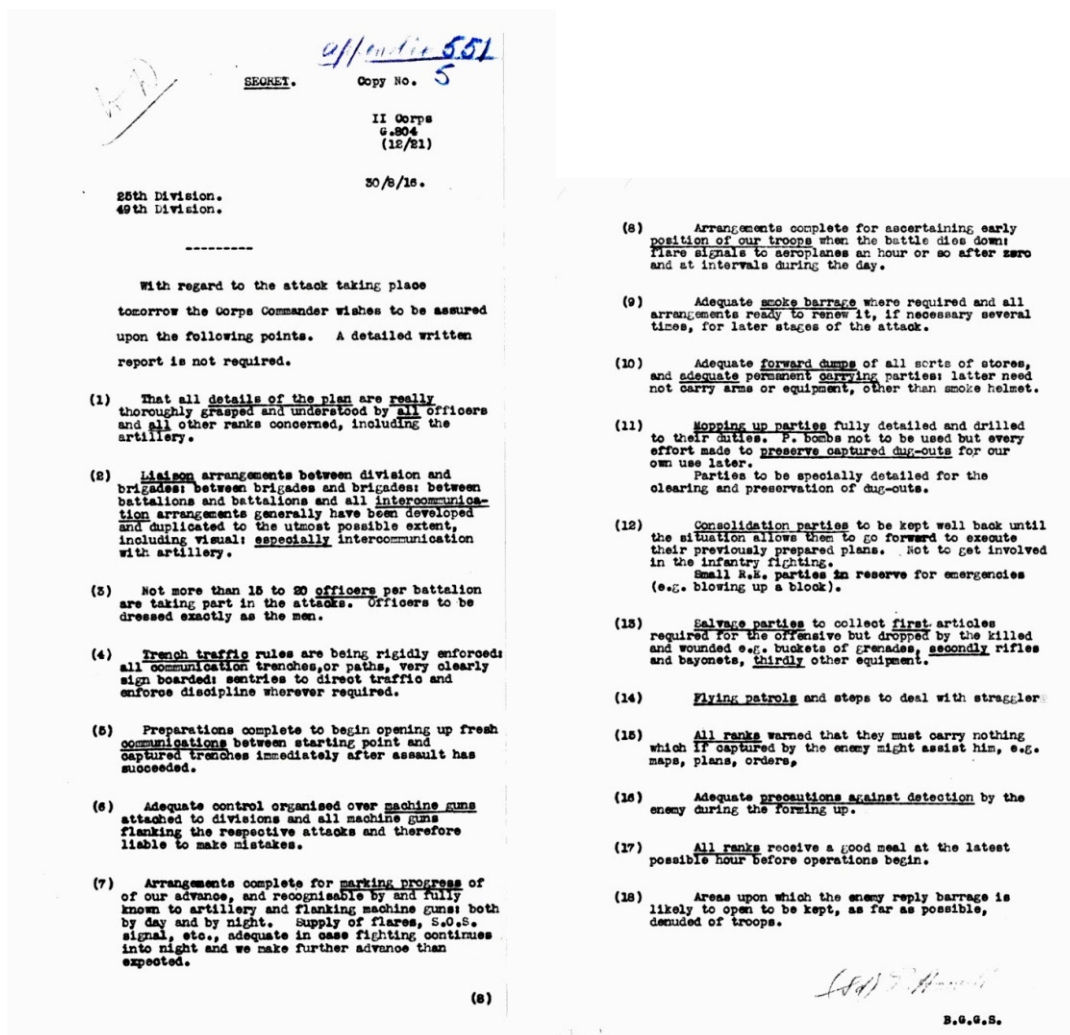 appendix 551
SECRET. Copy No. 5
II Corps
G.804
(12/21)
30/8/16.
25th Division.
49th Division.
---------
With regard to the attack taking place
tomorrow the Corps Commander wishes to be assured
upon the following points. A detailed written
report is not required.
(1) That all details of the plan are really
thoroughly grasped and understood by all officers
and all other ranks concerned, including the
artillery.
(2) Liaison arrangements between division and
brigades: between brigades and brigades: between
battalions and battalions and all intercommunica-
tion arrangements generally have been developed
and duplicated to the utmost possible extent,
including visual: especially intercommunication
with artillery.
(3) Not more than 15 to 20 officers per battalion
are taking part in the attacks. Officers to be
dressed exactly as the men.
(4) Trench traffic rules are being rigidly enforced:
all communication trenches,or paths, very clearly
sign boarded: sentries to direct traffic and
enforce discipline wherever required.
(5) Preparations complete to begin opening up fresh
communications between starting point and
captured trenches immediately after assault has
succeeded.
(6) Adequate control organised over machine guns
attached to divisions and all machine guns
flanking the respective attacks and therefore
liable to make mistakes.
(7) Arrangements complete for marking progress of
of our advance, and recognisable by and fully
known to artillery and flanking machine guns: both
by day and by night. Supply of flares, S.O.S.
signal, etc., adequate in case fighting continues
into night and we make further advance than
expected.
(8)
(8) Arrangements complete for ascertaining early
position of our troops when the battle dies down:
flare signals to aeroplanes an hour or so after zero
and at intervals during the day.
(9) Adequate smoke barrage where required and all
arrangements ready to renew it, if necessary several
times, for later stages of the attack.
(10) Adequate forward dumps of all sorts of stores,
and adequate permanent carrying parties: latter need
not carry arms or equipment, other than smoke helmet.
(11) Mopping up parties fully detailed and drilled
to their duties. P. bombs not to be used but every
effort made to preserve captured dug-outs for our
own use later.
Parties to be specially detailed for the
clearing and preservation of dug-outs.
(12) Consolidation parties to be kept well back until
the situation allows them to go forward to execute
their previously prepared plans. Not to get involved
in the infantry fighting.
Small R.E. parties in reserve for emergencies
(e.g. blowing up a block).
(13) Salvage parties to collect first articles
required for the offensive but dropped by the killed
and wounded e.g. buckets of grenades, secondly rifles
and bayonets, thirdly other equipment.
(14) Flying patrols and steps to deal with straggler
(15) All ranks warned that they must carry nothing
which if captured by the enemy might assist him, e.g.
maps, plans, orders,
(16) Adequate precautions against detection by the
enemy during the forming up.
(17) All ranks receive a good meal at the latest
possible hour before operations begin.
(18) Areas upon which the enemy reply barrage is
likely to open to be kept, as far as possible,
denuded of troops.
(Sd) P.
B.G.G.S.